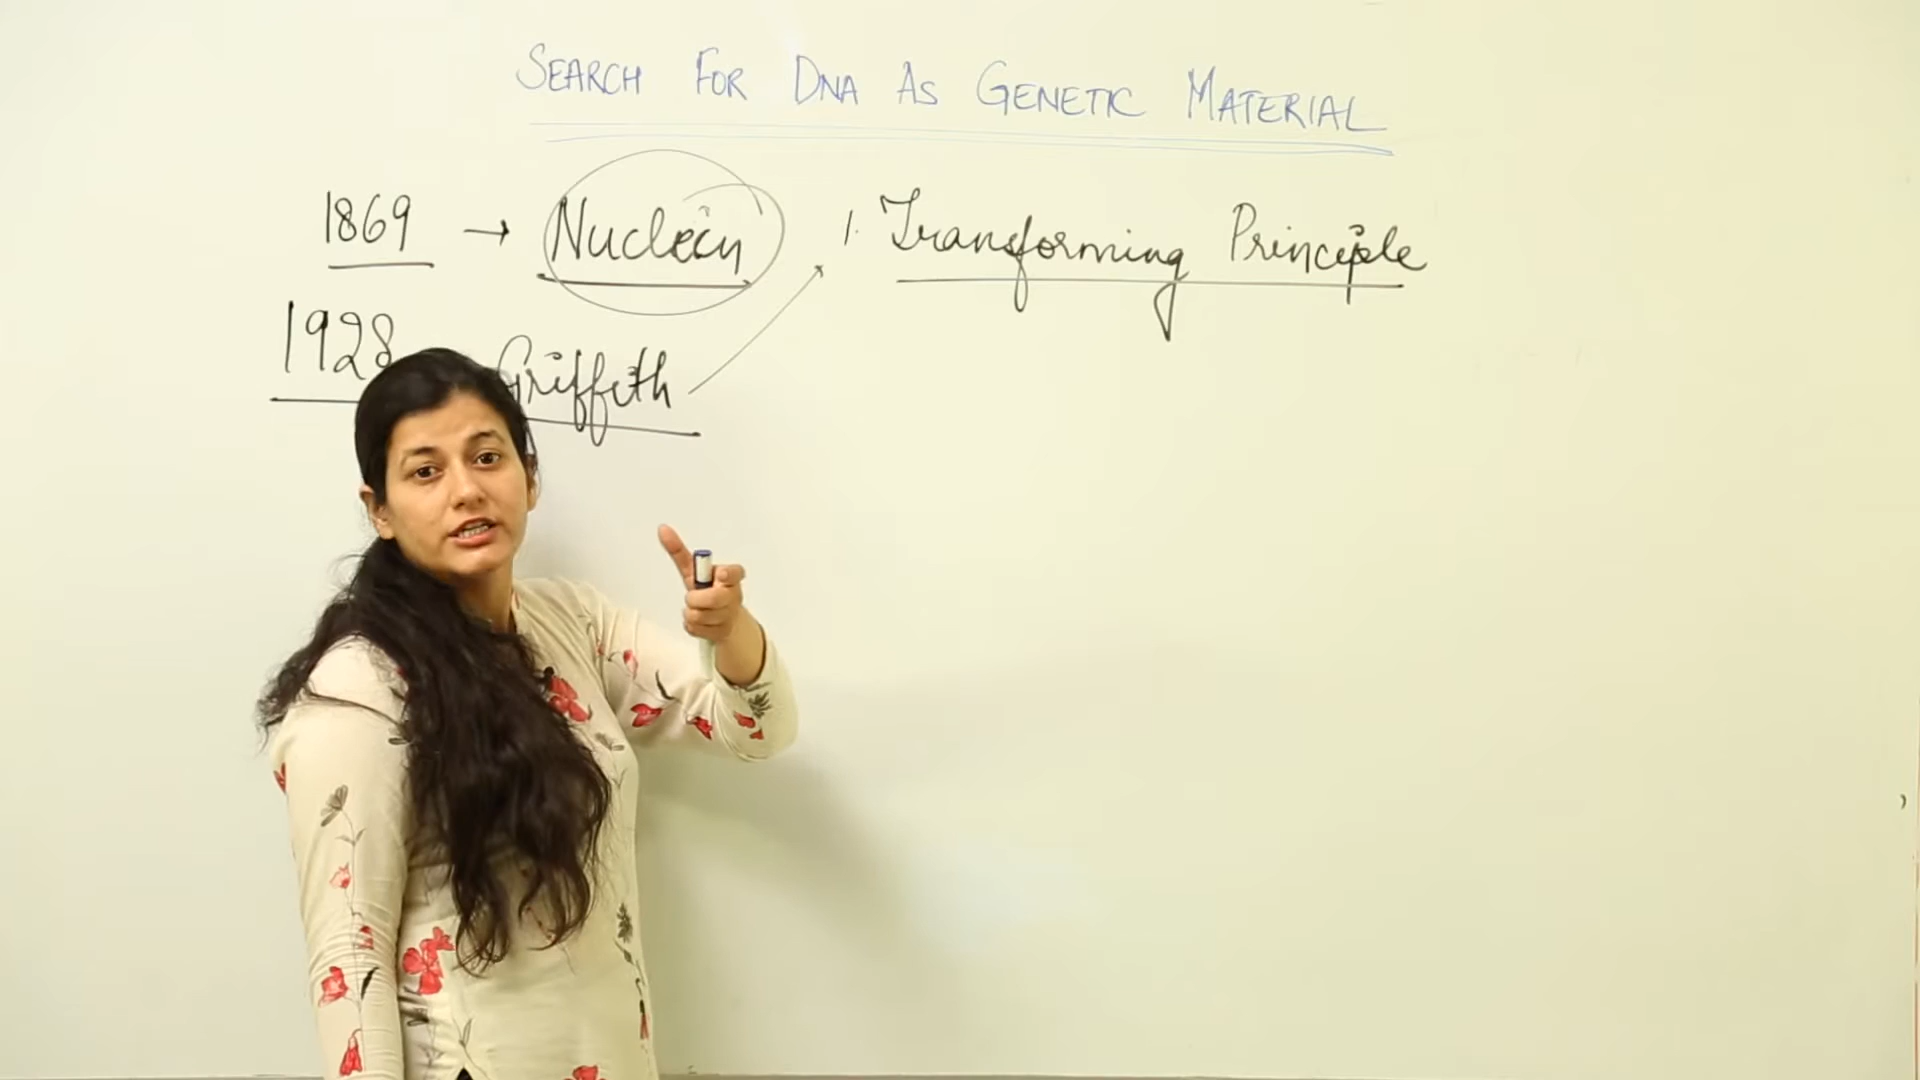 SEARCH FOR DNA AS GENETIC MATERIAL
1869 → Nuclein
1. Transforming Principle
1928
Griffith